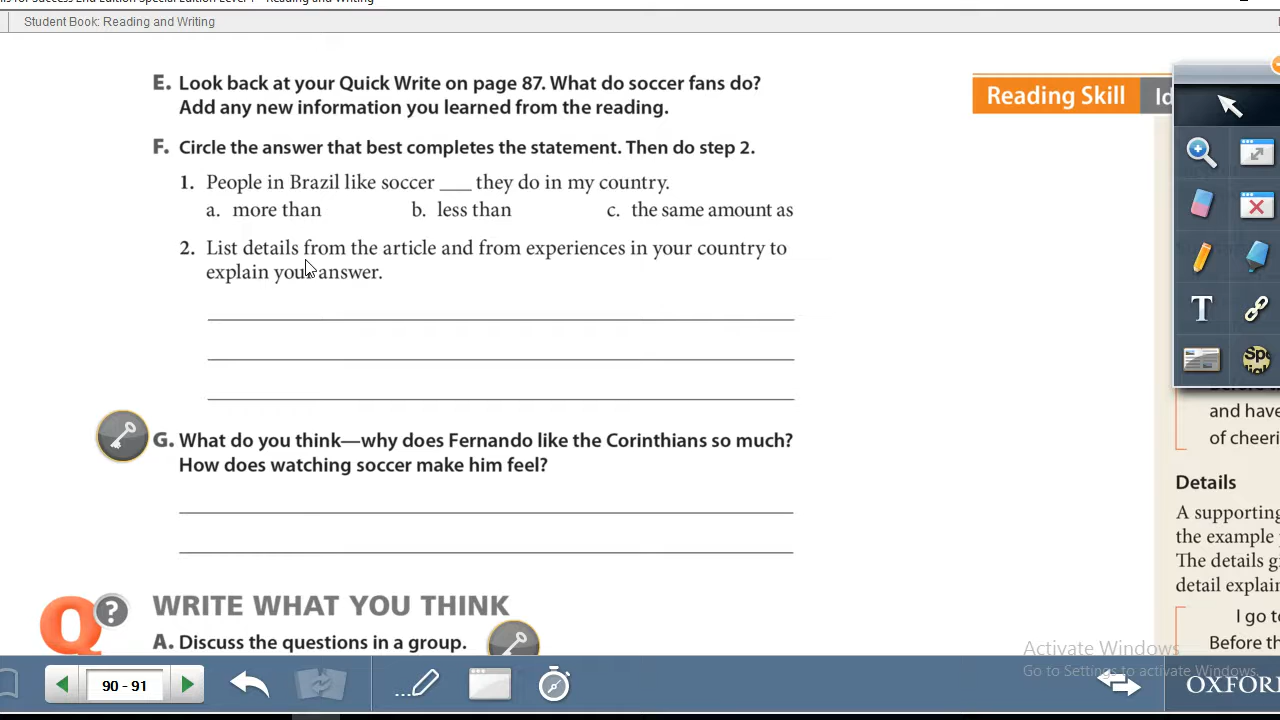 Student Book: Reading and Writing
E. Look back at your Quick Write on page 87. What do soccer fans do?
Add any new information you learned from the reading.
F. Circle the answer that best completes the statement. Then do step 2.
1. People in Brazil like soccer ___ they do in my country.
a. more than b. less than c. the same amount as
2. List details from the article and from experiences in your country to
explain your answer.
G. What do you think—why does Fernando like the Corinthians so much?
How does watching soccer make him feel?
Q ?
WRITE WHAT YOU THINK
A. Discuss the questions in a group.
Reading Skill
T
and have
of cheeri
Details
A supporting
the example
The details gi
detail explain
I go to
Before th
Activate Windows
Go to Settings to activate Windows.
90 - 91
OXFOR